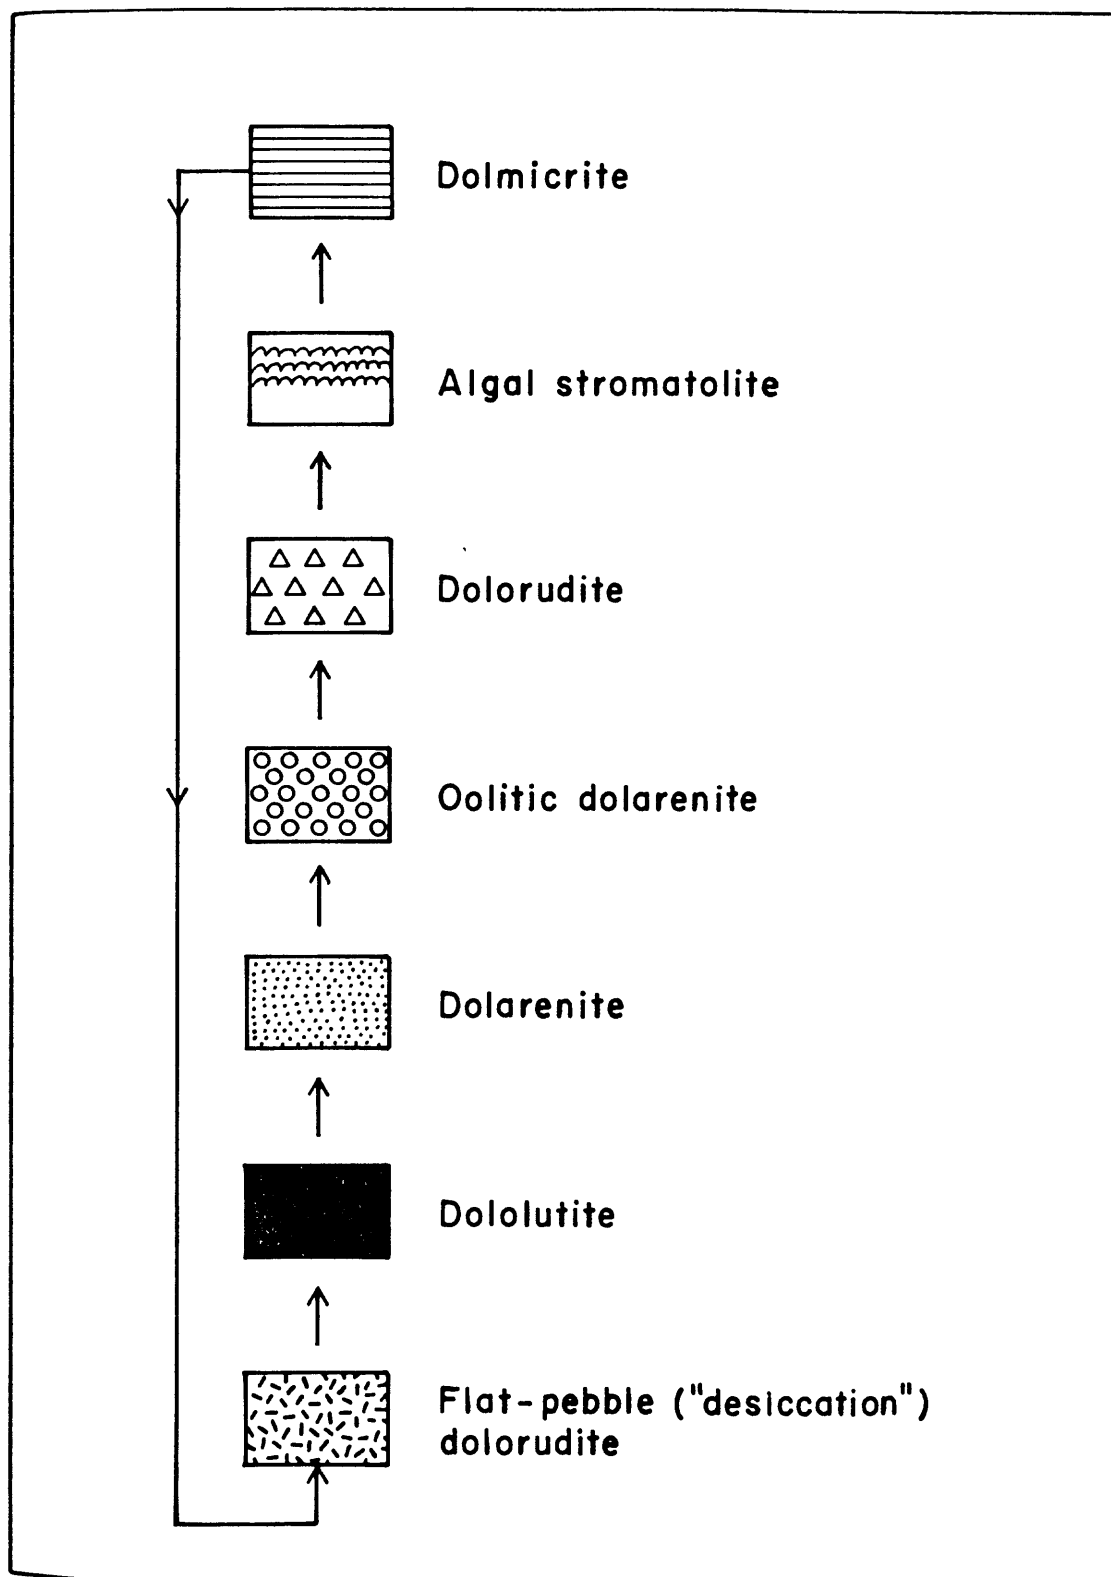 Dolmicrite
Algal stromatolite
Dolorudite
Oolitic dolarenite
Dolarenite
Dololutite
Flat-pebble ("desiccation")
dolorudite